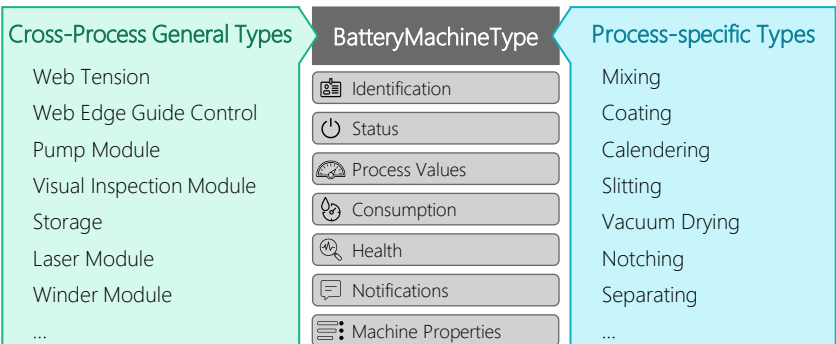 Cross-Process General Types
Web Tension
Web Edge Guide Control
Pump Module
Visual Inspection Module
Storage
Laser Module
Winder Module
...
BatteryMachineType
Identification
Status
Process Values
Consumption
Health
Notifications
Machine Properties
Process-specific Types
Mixing
Coating
Calendering
Slitting
Vacuum Drying
Notching
Separating
...